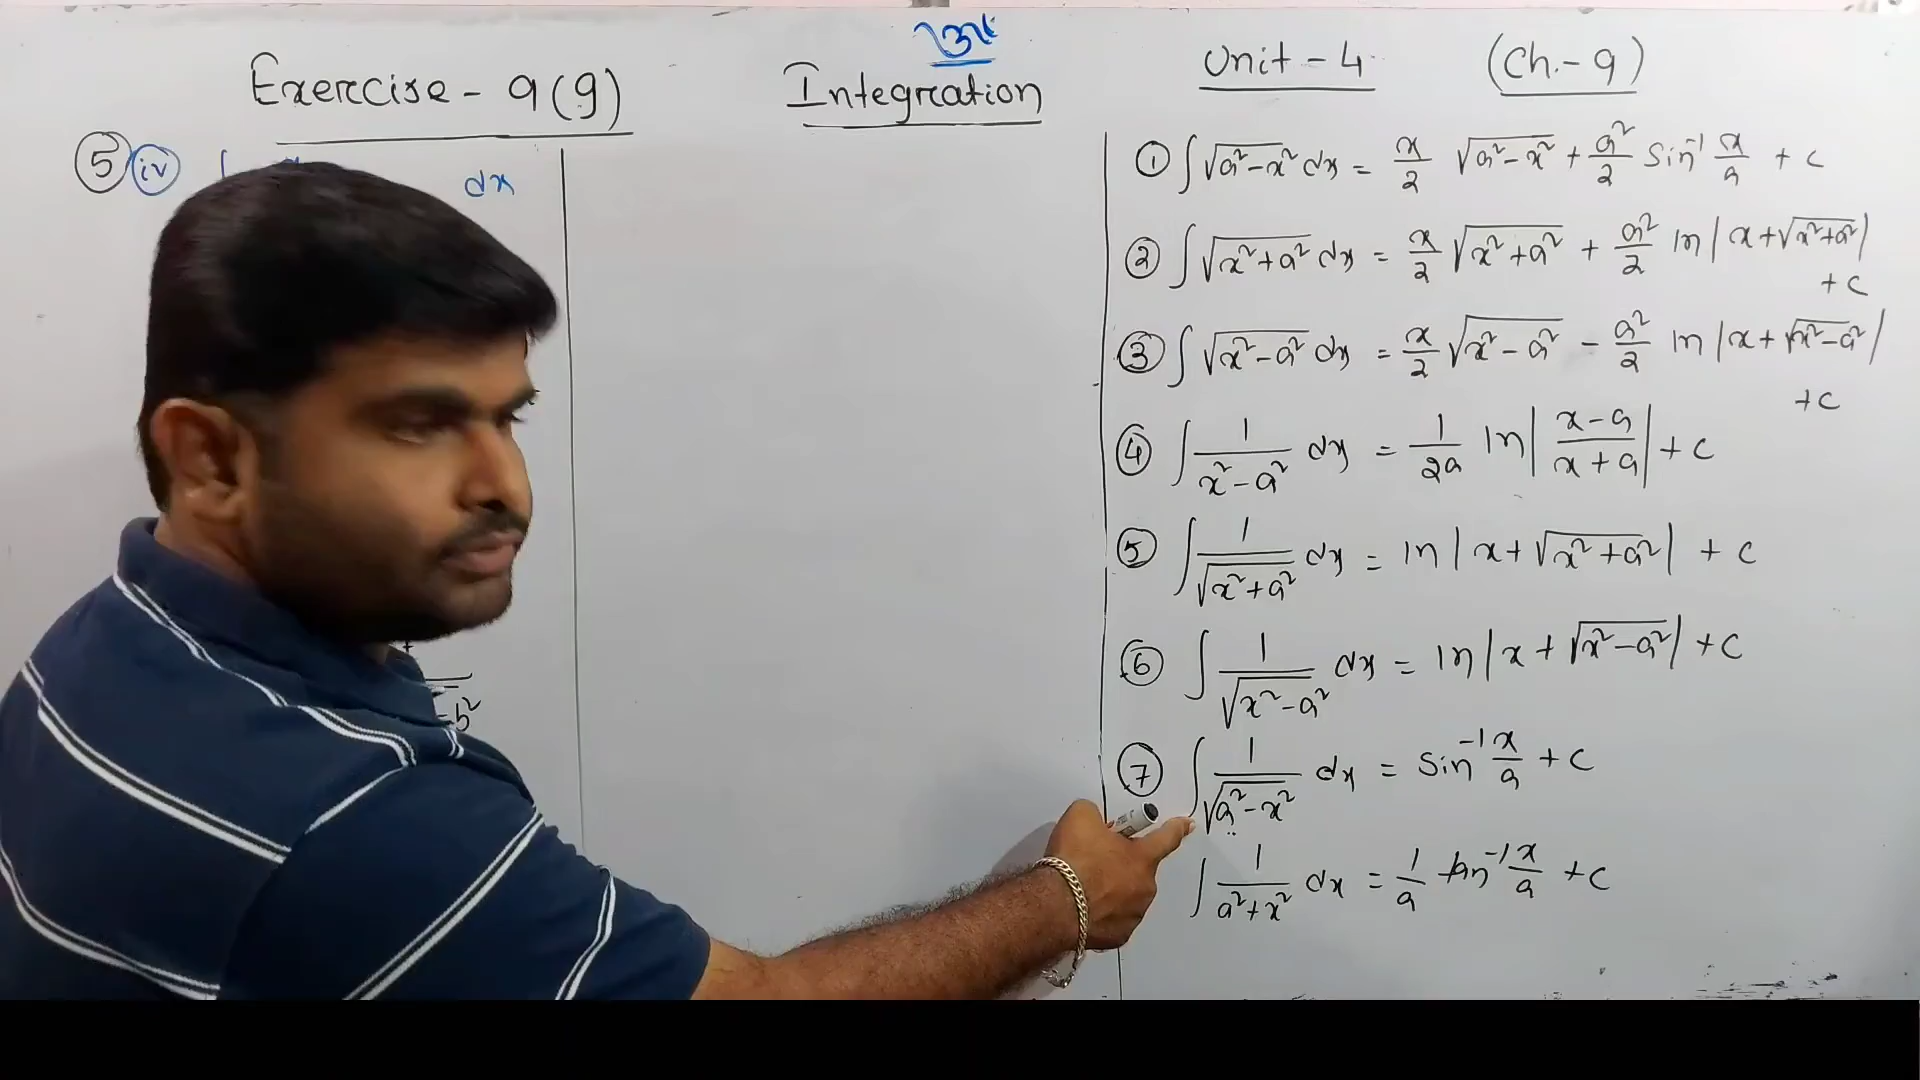 Exercise - 9(g)
Integration
Unit - 4 (Ch. - 9)
5 iv ∫ dx
- b²
① ∫ √(a² - x²) dx = x/2 √(a² - x²) + a²/2 Sin⁻¹ x/a + c
② ∫ √(x² + a²) dx = x/2 √(x² + a²) + a²/2 ln | x + √(x² + a²) |
+ c
③ ∫ √(x² - a²) dx = x/2 √(x² - a²) - a²/2 ln | x + √(x² - a²) |
+ c
④ ∫ 1/(x² - a²) dx = 1/2a ln | (x - a)/(x + a) | + c
⑤ ∫ 1/√(x² + a²) dx = ln | x + √(x² + a²) | + c
⑥ ∫ 1/√(x² - a²) dx = ln | x + √(x² - a²) | + c
⑦ ∫ 1/√(a² - x²) dx = Sin⁻¹ x/a + c
∫ 1/(a² + x²) dx = 1/a tan⁻¹ x/a + c